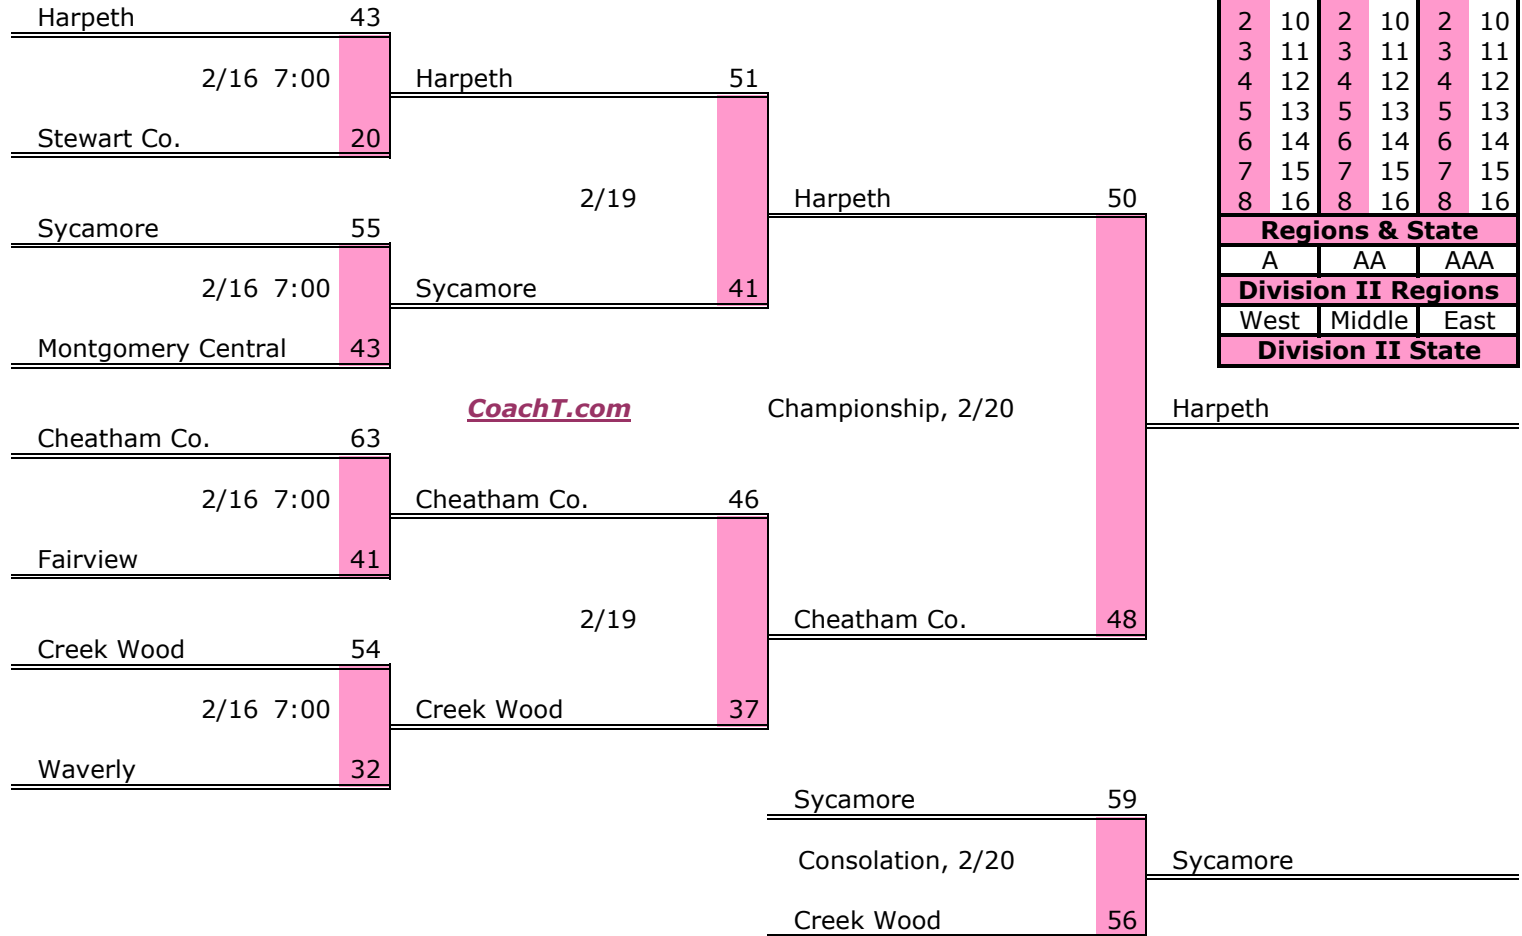 Harpeth 43
2/16 7:00
Stewart Co. 20
Harpeth 51
2/19
Sycamore 55
2/16 7:00
Montgomery Central 43
Sycamore 41
Harpeth 50
CoachT.com
Championship, 2/20
Harpeth
Cheatham Co. 63
2/16 7:00
Fairview 41
Cheatham Co. 46
2/19
Creek Wood 54
2/16 7:00
Waverly 32
Creek Wood 37
Cheatham Co. 48
Sycamore 59
Consolation, 2/20
Creek Wood 56
Sycamore
2 10 2 10 2 10
3 11 3 11 3 11
4 12 4 12 4 12
5 13 5 13 5 13
6 14 6 14 6 14
7 15 7 15 7 15
8 16 8 16 8 16
Regions & State
A AA AAA
Division II Regions
West Middle East
Division II State